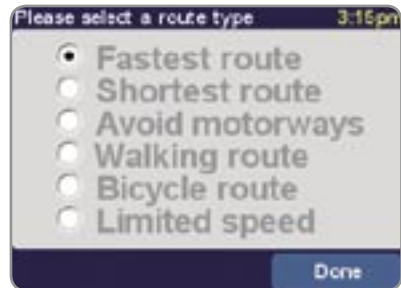 Please select a route type 3:15pm
Fastest route
Shortest route
Avoid motorways
Walking route
Bicycle route
Limited speed
Done